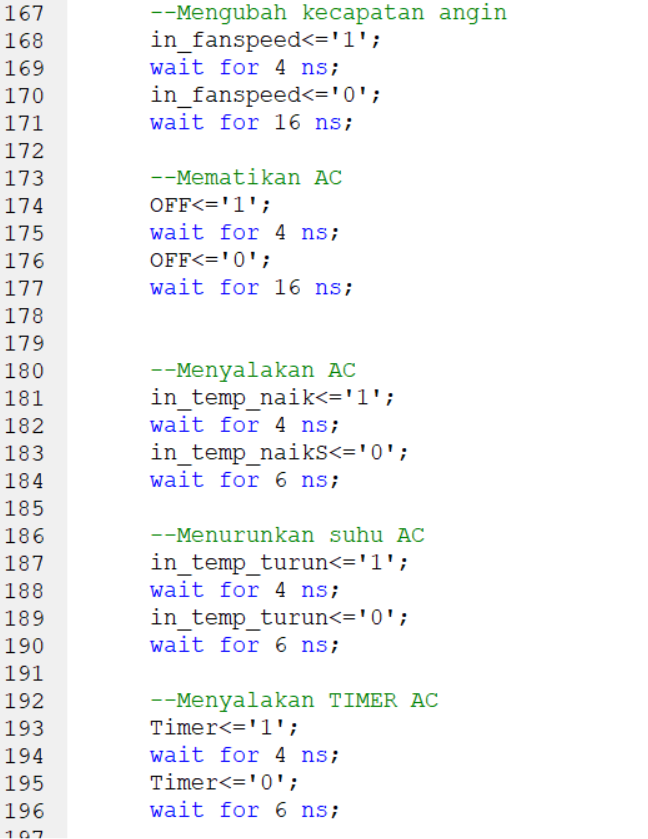 167 --Mengubah kecapatan angin
168 in_fanspeed<='1';
169 wait for 4 ns;
170 in_fanspeed<='0';
171 wait for 16 ns;
172
173 --Mematikan AC
174 OFF<='1';
175 wait for 4 ns;
176 OFF<='0';
177 wait for 16 ns;
178
179
180 --Menyalakan AC
181 in_temp_naik<='1';
182 wait for 4 ns;
183 in_temp_naikS<='0';
184 wait for 6 ns;
185
186 --Menurunkan suhu AC
187 in_temp_turun<='1';
188 wait for 4 ns;
189 in_temp_turun<='0';
190 wait for 6 ns;
191
192 --Menyalakan TIMER AC
193 Timer<='1';
194 wait for 4 ns;
195 Timer<='0';
196 wait for 6 ns;
197